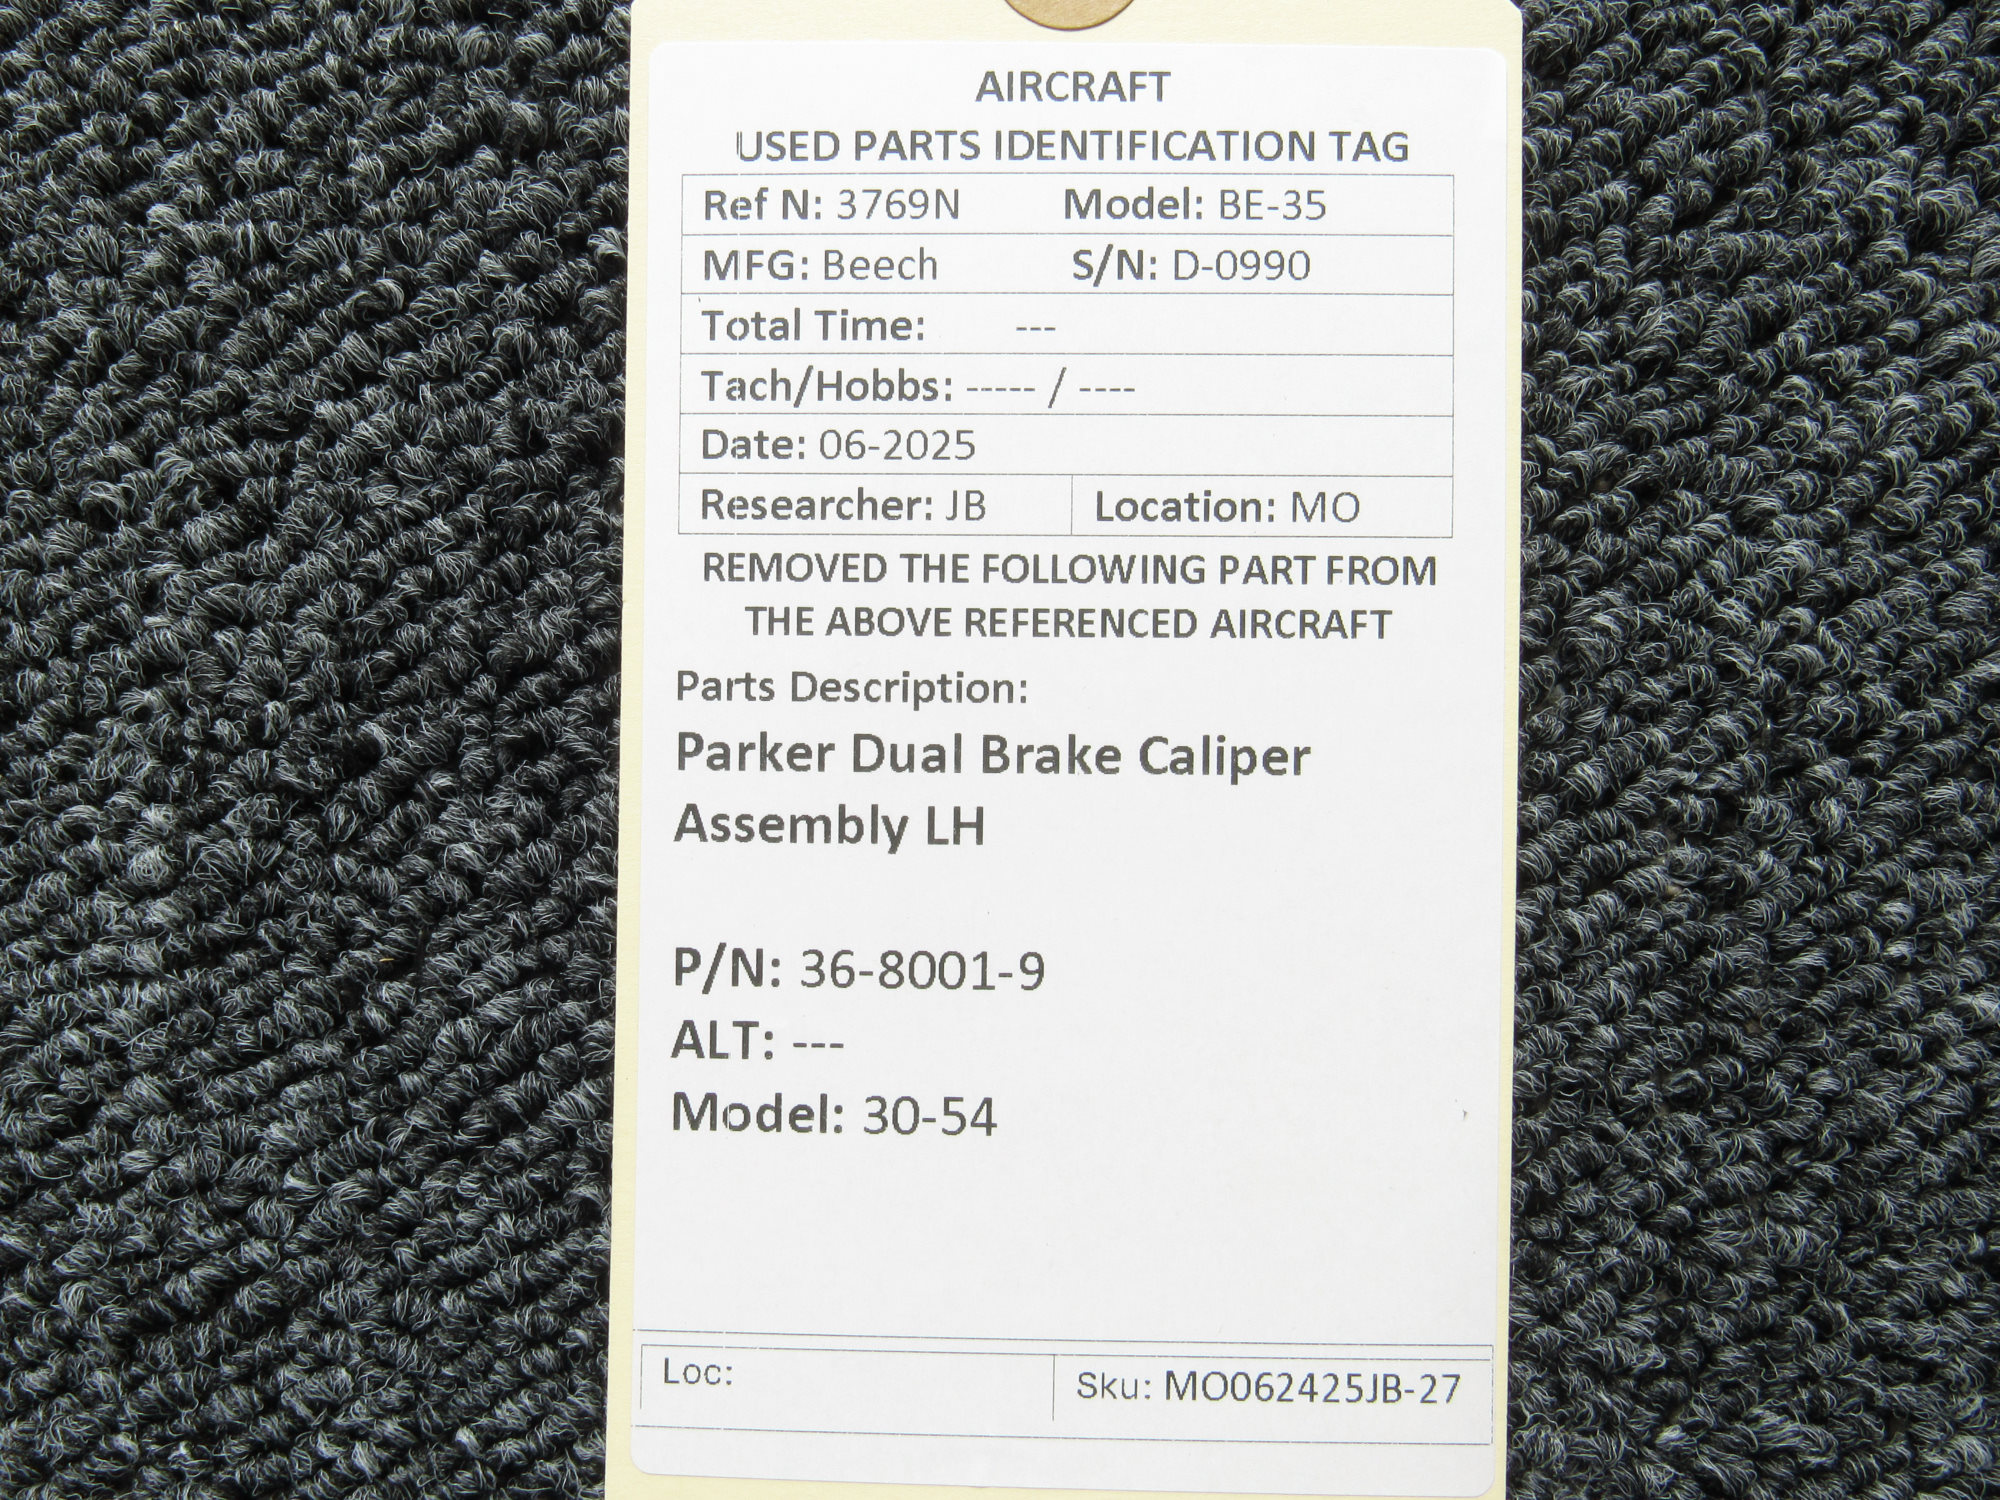 AIRCRAFT
USED PARTS IDENTIFICATION TAG
Ref N: 3769N Model: BE-35
MFG: Beech S/N: D-0990
Total Time: ---
Tach/Hobbs: ----- / ----
Date: 06-2025
Researcher: JB Location: MO
REMOVED THE FOLLOWING PART FROM
THE ABOVE REFERENCED AIRCRAFT
Parts Description:
Parker Dual Brake Caliper
Assembly LH
P/N: 36-8001-9
ALT: ---
Model: 30-54
Loc: Sku: MO062425JB-27